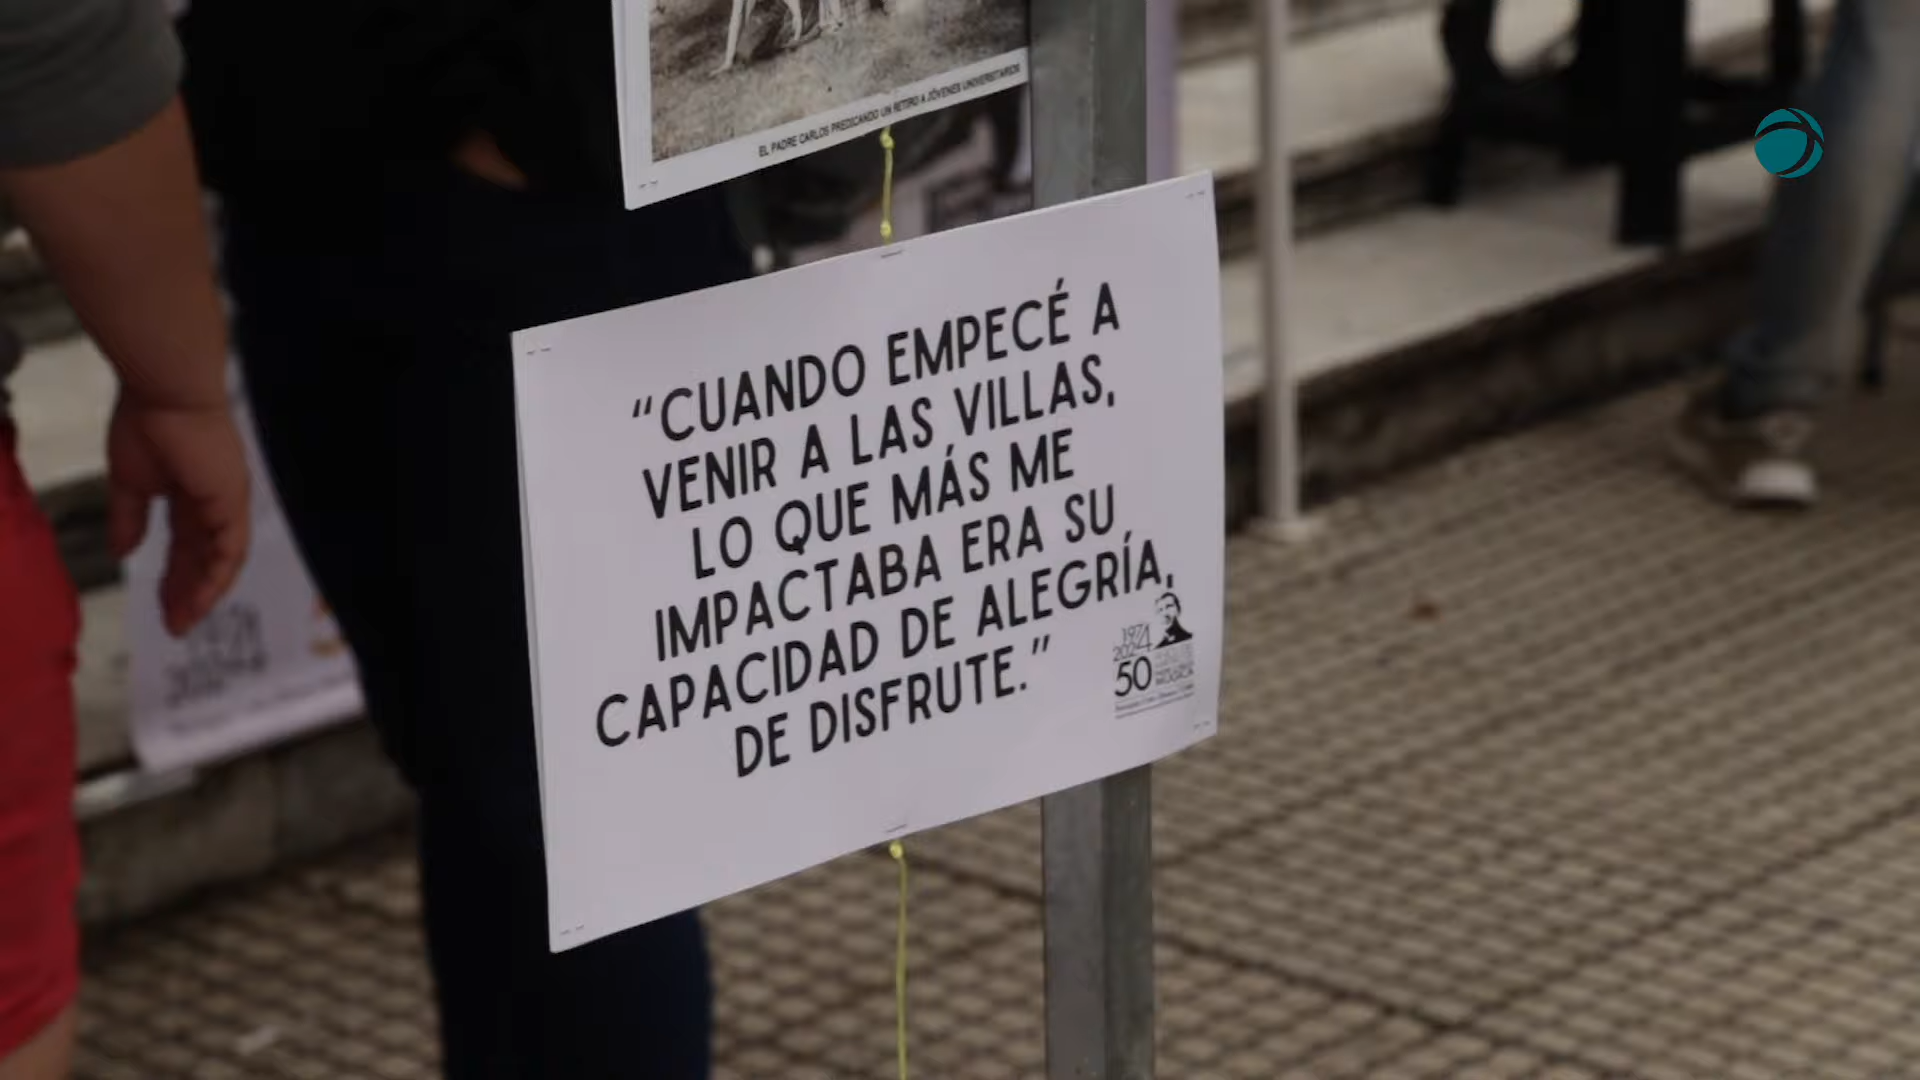 EL PADRE CARLOS PREDICANDO UN RETIRO A JÓVENES UNIVERSITARIOS
“CUANDO EMPECÉ A
VENIR A LAS VILLAS,
LO QUE MÁS ME
IMPACTABA ERA SU
CAPACIDAD DE ALEGRÍA,
DE DISFRUTE.”
1974
2024
50
MUGICA